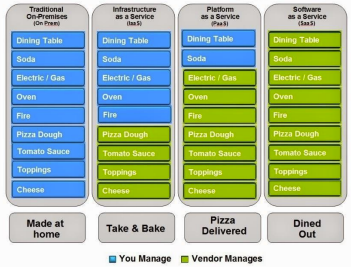 Traditional
On-Premises
(On Prem)
Dining Table
Soda
Electric / Gas
Oven
Fire
Pizza Dough
Tomato Sauce
Toppings
Cheese
Made at
home
Infrastructure
as a Service
(IaaS)
Dining Table
Soda
Electric / Gas
Oven
Fire
Pizza Dough
Tomato Sauce
Toppings
Cheese
Take & Bake
Platform
as a Service
(PaaS)
Dining Table
Soda
Electric / Gas
Oven
Fire
Pizza Dough
Tomato Sauce
Toppings
Cheese
Pizza
Delivered
Software
as a Service
(SaaS)
Dining Table
Soda
Electric / Gas
Oven
Fire
Pizza Dough
Tomato Sauce
Toppings
Cheese
Dined
Out
You Manage
Vendor Manages